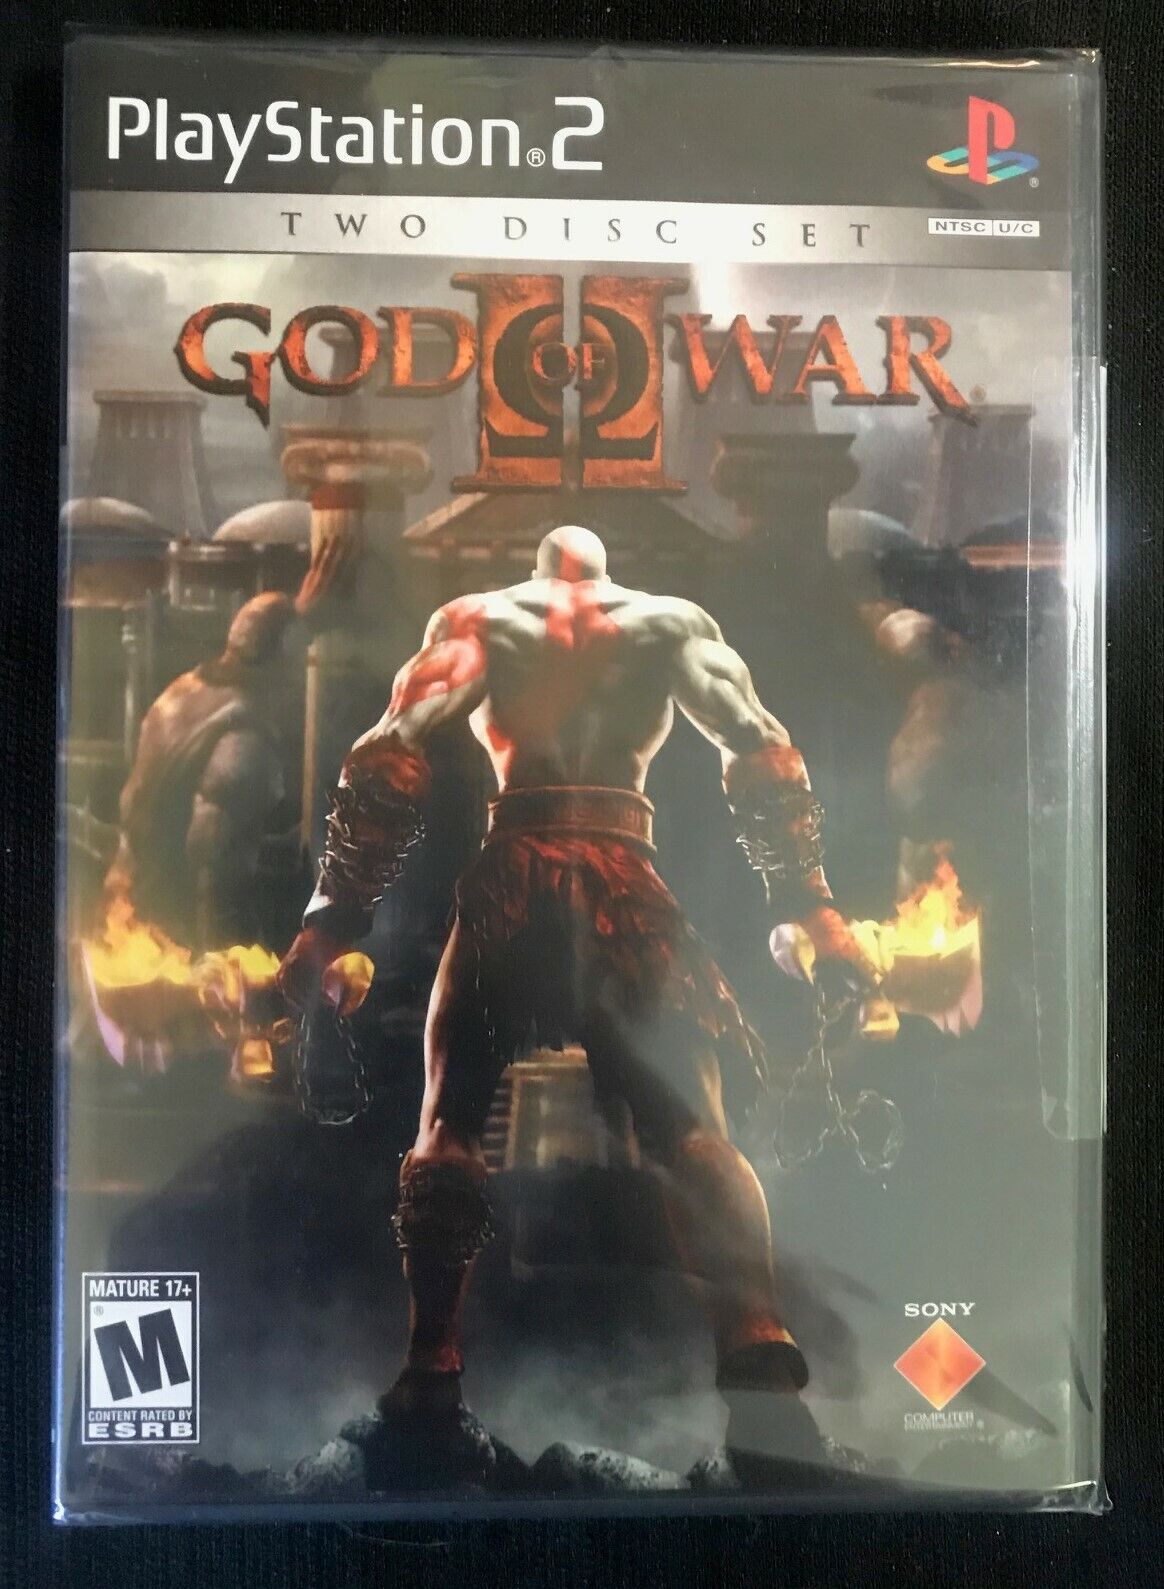 PlayStation®2
TWO DISC SET
NTSC U/C
GOD OF WAR
II
MATURE 17+
M
CONTENT RATED BY
ESRB
SONY
COMPUTER
ENTERTAINMENT®